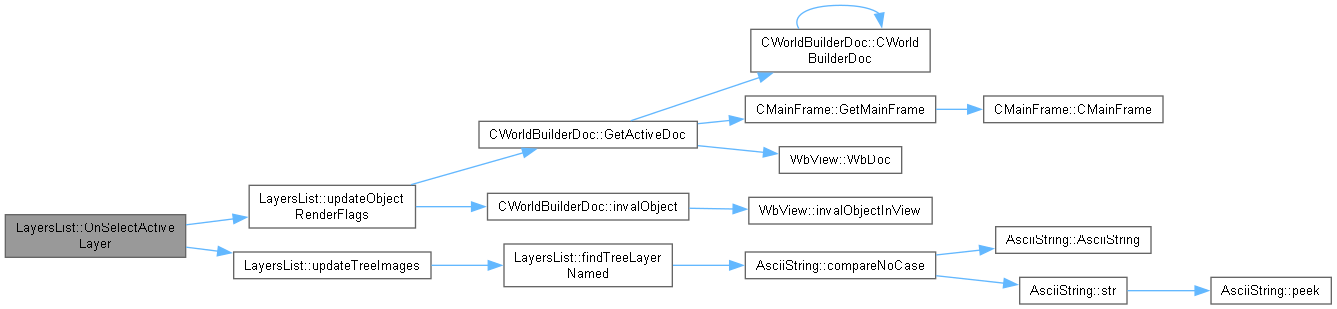 CWorldBuilderDoc::CWorld
BuilderDoc
CMainFrame::GetMainFrame
CMainFrame::CMainFrame
CWorldBuilderDoc::GetActiveDoc
WbView::WbDoc
LayersList::updateObject
RenderFlags
CWorldBuilderDoc::invalObject
WbView::invalObjectInView
LayersList::OnSelectActive
Layer
LayersList::updateTreeImages
LayersList::findTreeLayer
Named
AsciiString::compareNoCase
AsciiString::AsciiString
AsciiString::str
AsciiString::peek